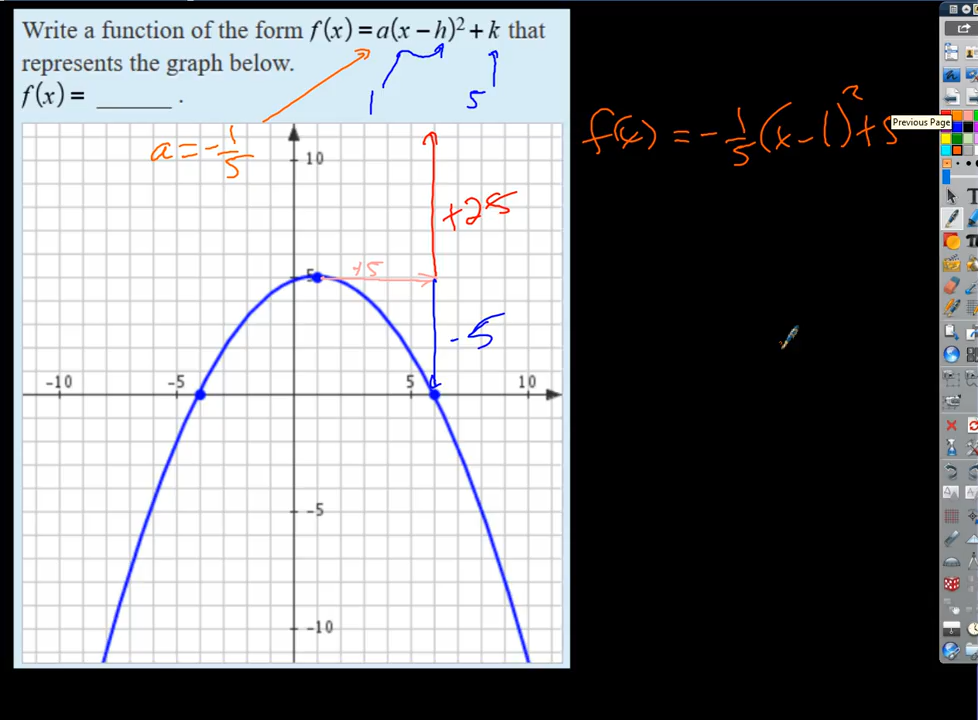 Write a function of the form f(x) = a(x − h)² + k that
represents the graph below.
f(x) = ______ .
1
5
a = -1/5
f(x) = -1/5 (x-1)² + 5
Previous Page
10
+25
5
+5
-5
-10
-5
5
10
-5
-10